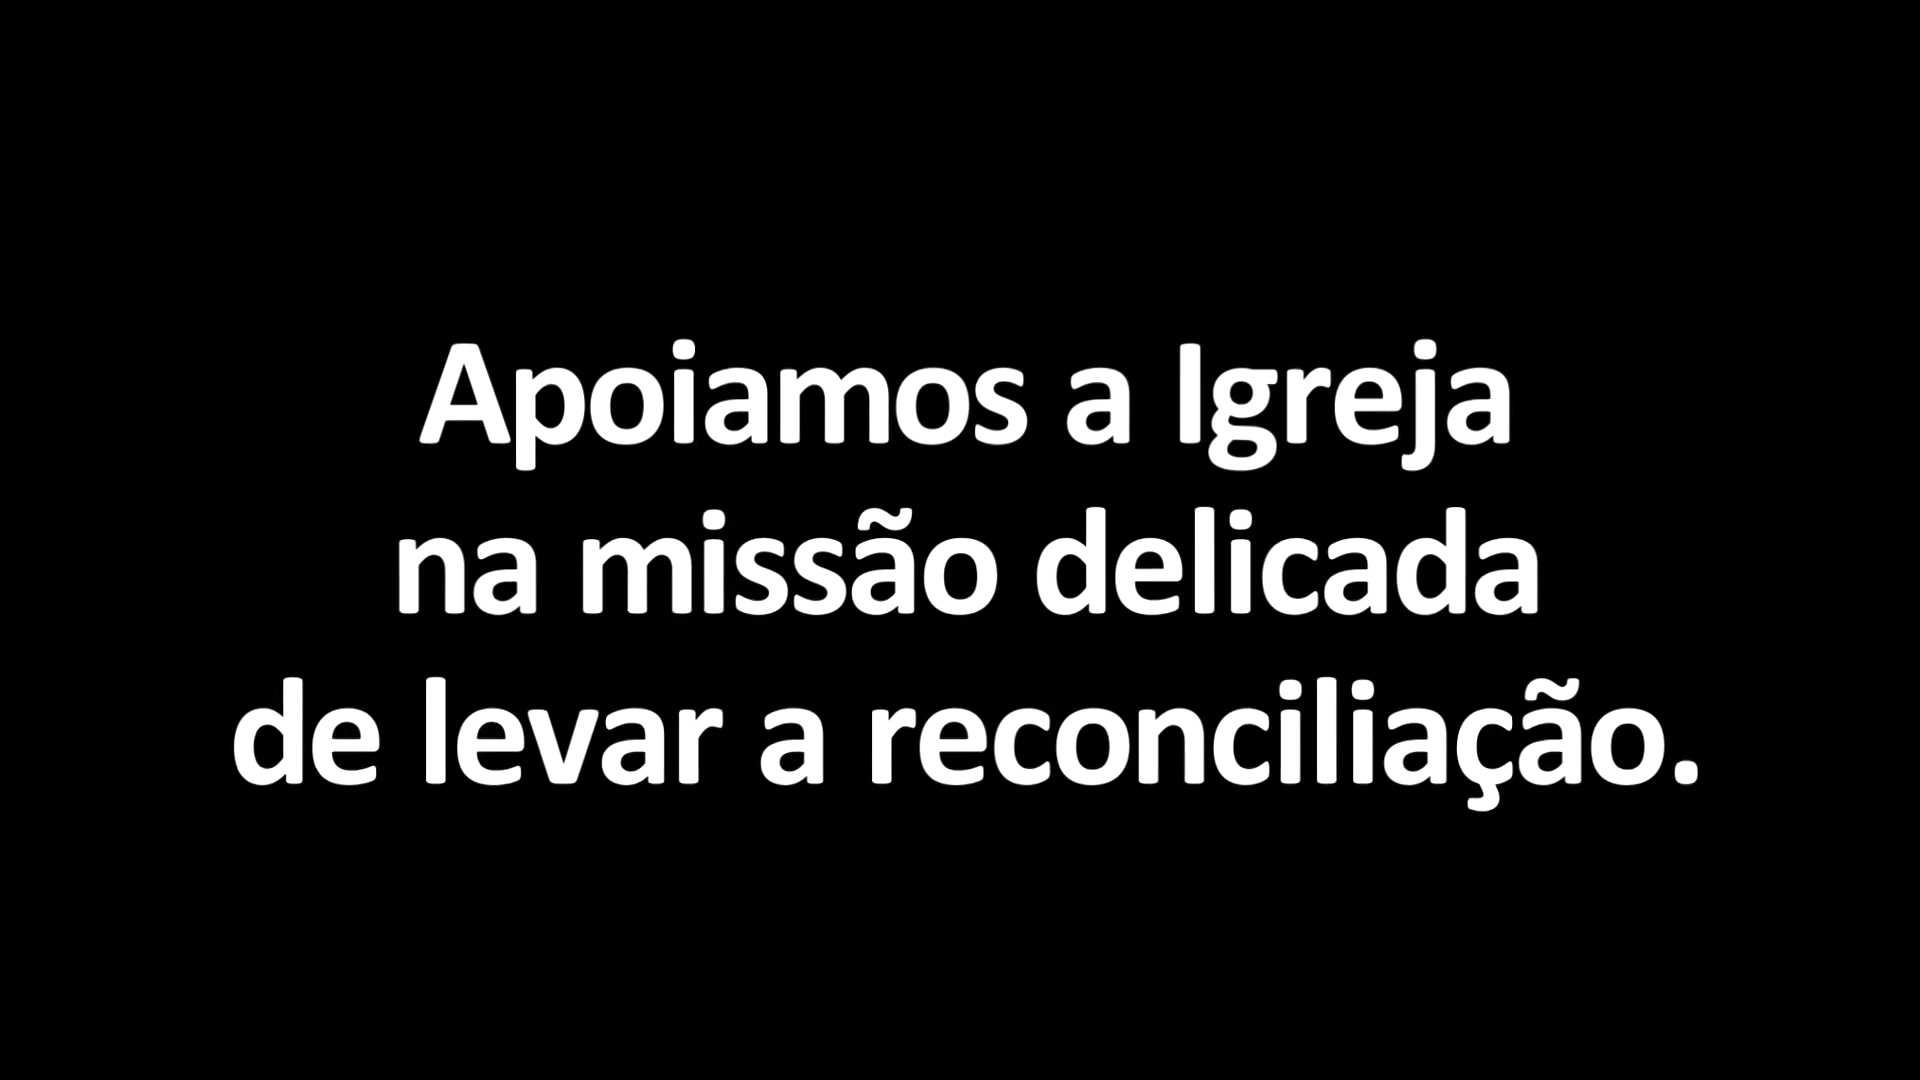 Apoiamos a Igreja
na missão delicada
de levar a reconciliação.